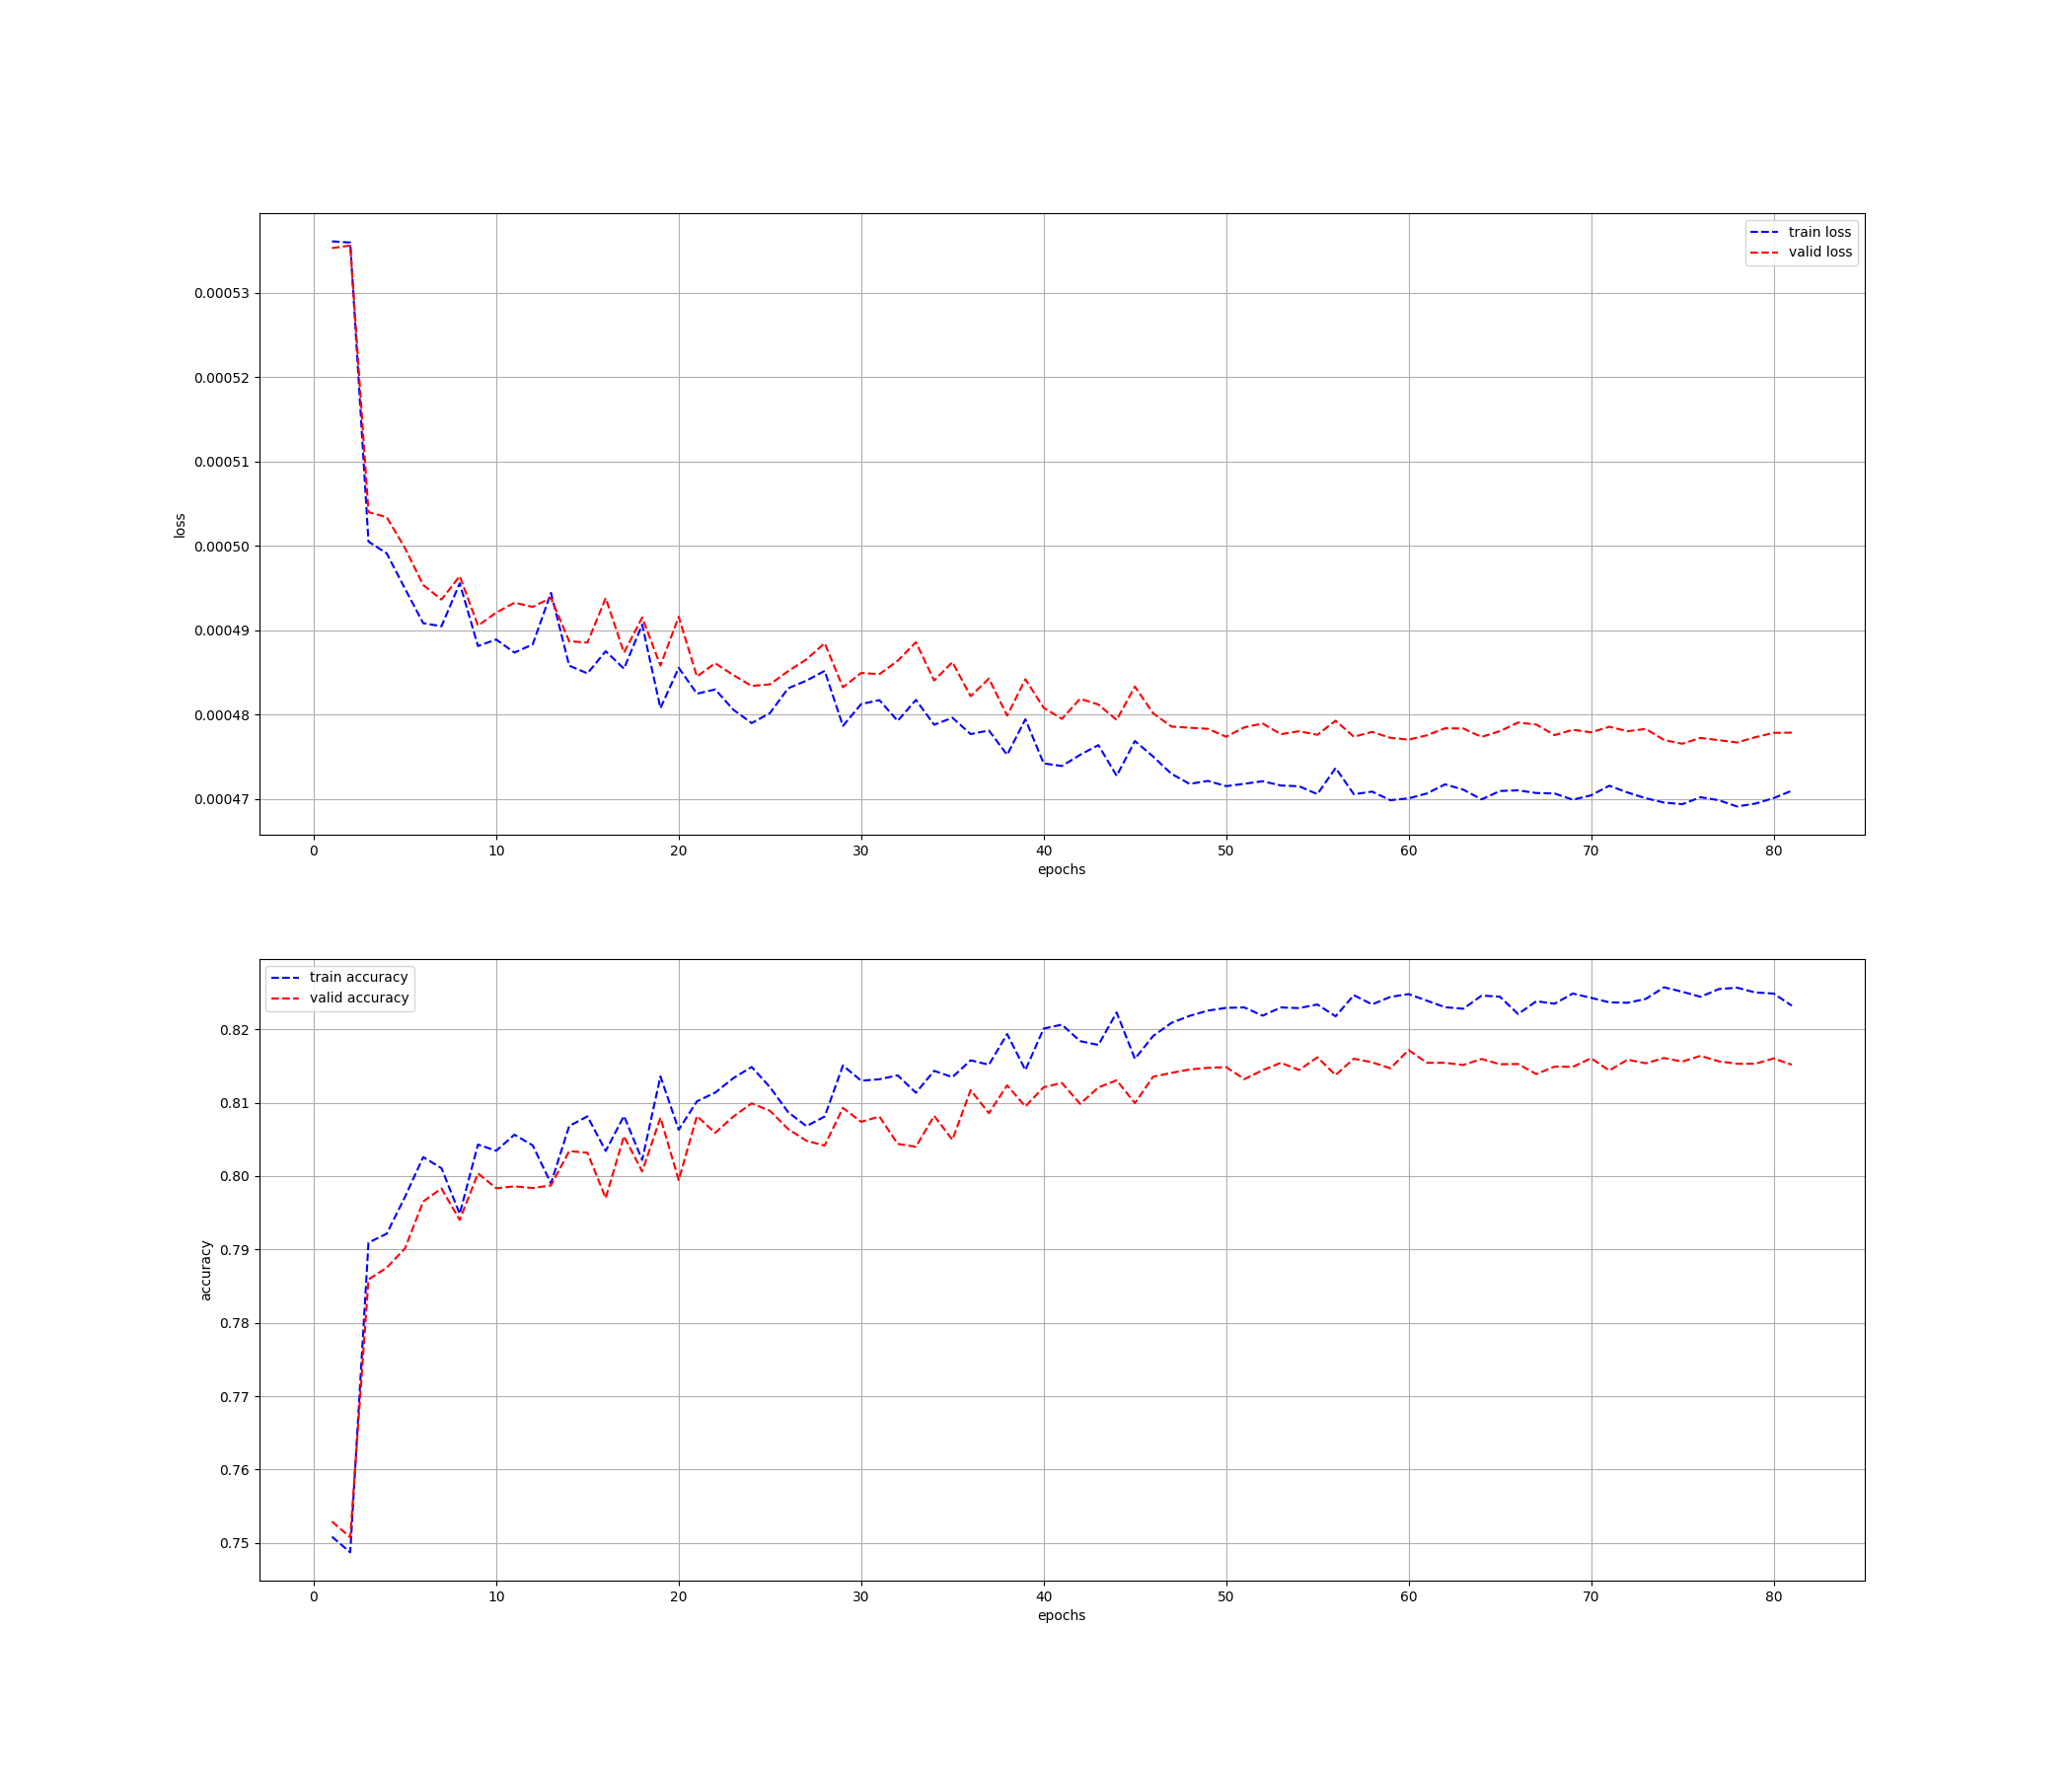 train loss
valid loss
0.00053
0.00052
0.00051
0.00050
0.00049
0.00048
0.00047
loss
0 10 20 30 40 50 60 70 80
epochs
train accuracy
valid accuracy
0.82
0.81
0.80
0.79
0.78
0.77
0.76
0.75
accuracy
0 10 20 30 40 50 60 70 80
epochs